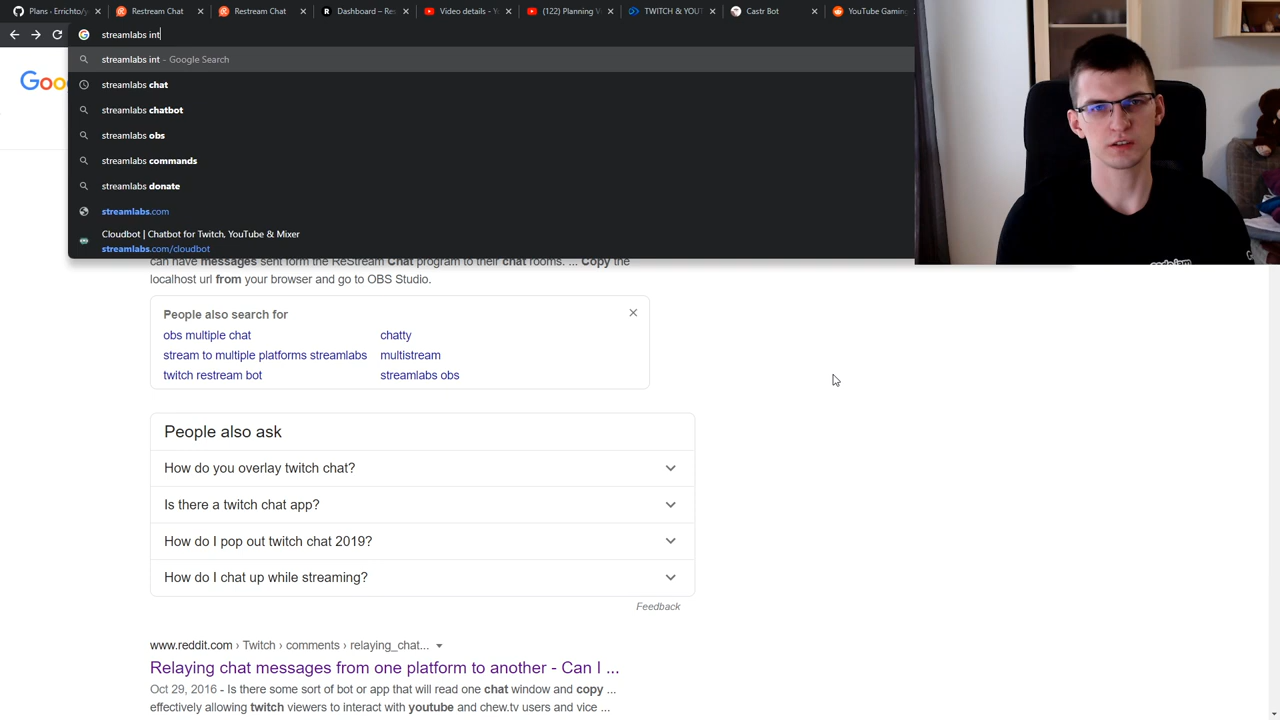 Plans · Errichto/y
Restream Chat
Restream Chat
Dashboard – Res
Video details - Yo
(122) Planning V
TWITCH & YOUT
Castr Bot
YouTube Gaming
streamlabs int
streamlabs int - Google Search
streamlabs chat
streamlabs chatbot
streamlabs obs
streamlabs commands
streamlabs donate
streamlabs.com
Cloudbot | Chatbot for Twitch, YouTube & Mixer
streamlabs.com/cloudbot
Goo
can have messages sent form the ReStream Chat program to their chat rooms. ... Copy the
localhost url from your browser and go to OBS Studio.
People also search for
obs multiple chat
chatty
stream to multiple platforms streamlabs
multistream
twitch restream bot
streamlabs obs
People also ask
How do you overlay twitch chat?
Is there a twitch chat app?
How do I pop out twitch chat 2019?
How do I chat up while streaming?
Feedback
www.reddit.com › Twitch › comments › relaying_chat...
Relaying chat messages from one platform to another - Can I ...
Oct 29, 2016 - Is there some sort of bot or app that will read one chat window and copy ...
effectively allowing twitch viewers to interact with youtube and chew.tv users and vice ...